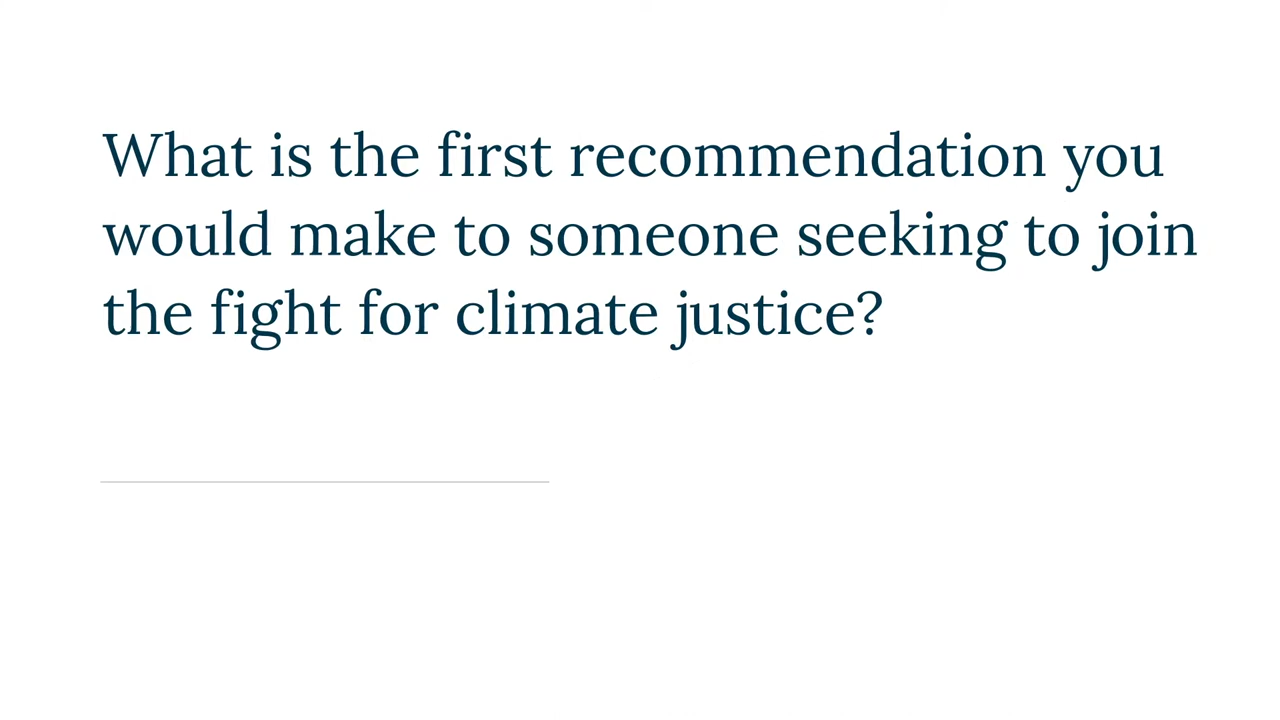 What is the first recommendation you
would make to someone seeking to join
the fight for climate justice?